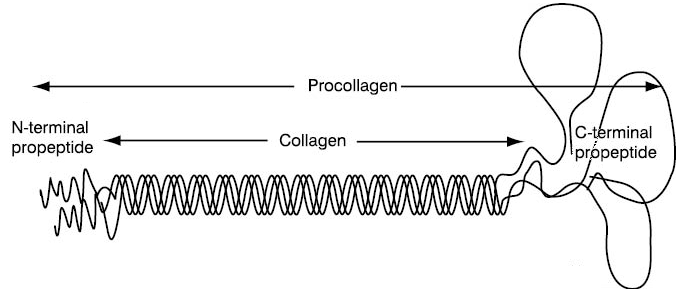 Procollagen
N-terminal
propeptide
Collagen
C-terminal
propeptide